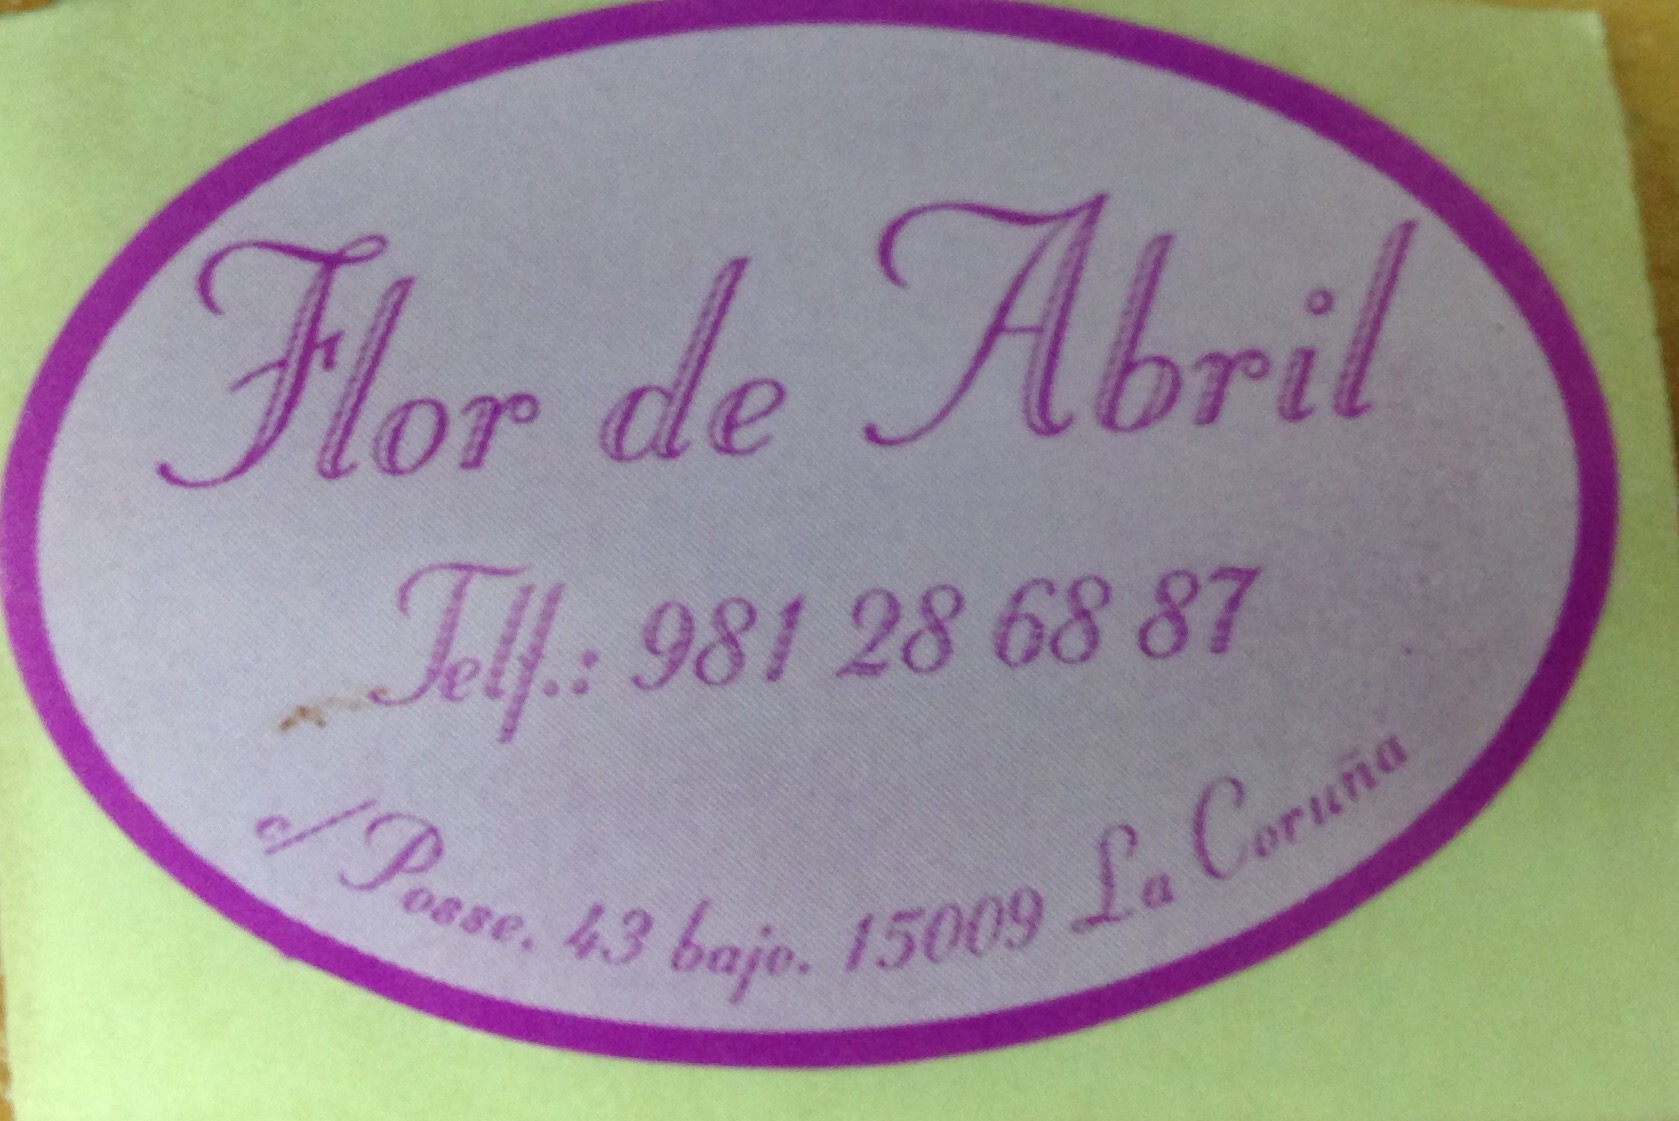 Flor de Abril
Telf.: 981 28 68 87
c/ Posse, 43 bajo. 15009 La Coruña